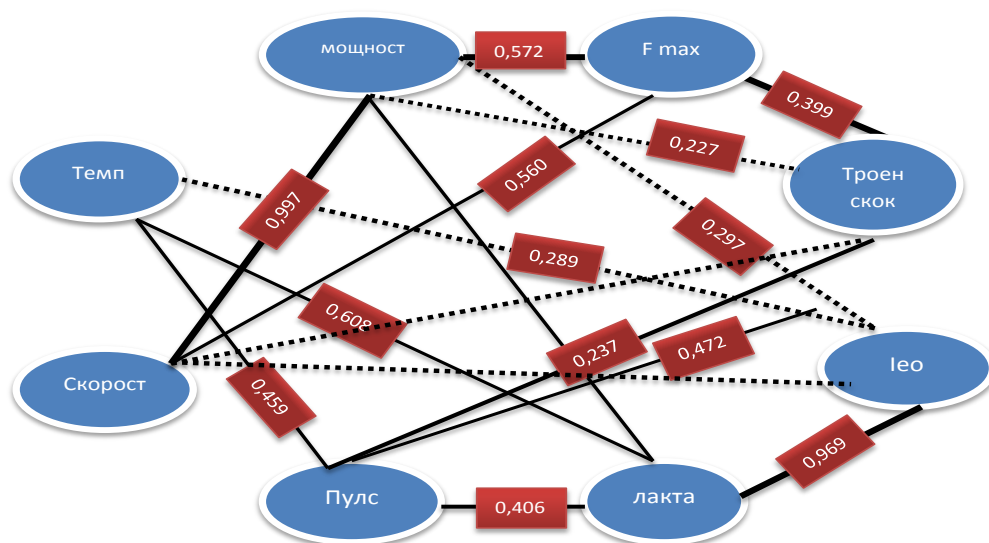 мощност
0,572
F max
0,399
0,227
Темп
0,560
Троен
скок
0,997
0,297
0,289
0,608
0,237
0,472
Ieo
Скорост
0,459
0,969
Пулс
0,406
лакта